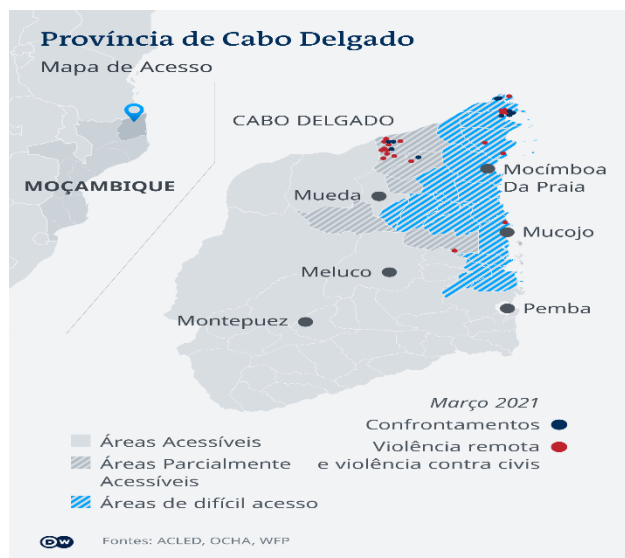 Província de Cabo Delgado
Mapa de Acesso
CABO DELGADO
MOÇAMBIQUE
Mocímboa
Da Praia
Mueda
Mucojo
Meluco
Pemba
Montepuez
Março 2021
Confrontamentos
Violência remota
e violência contra civis
Áreas Acessíveis
Áreas Parcialmente
Acessíveis
Áreas de difícil acesso
DW
Fontes: ACLED, OCHA, WFP